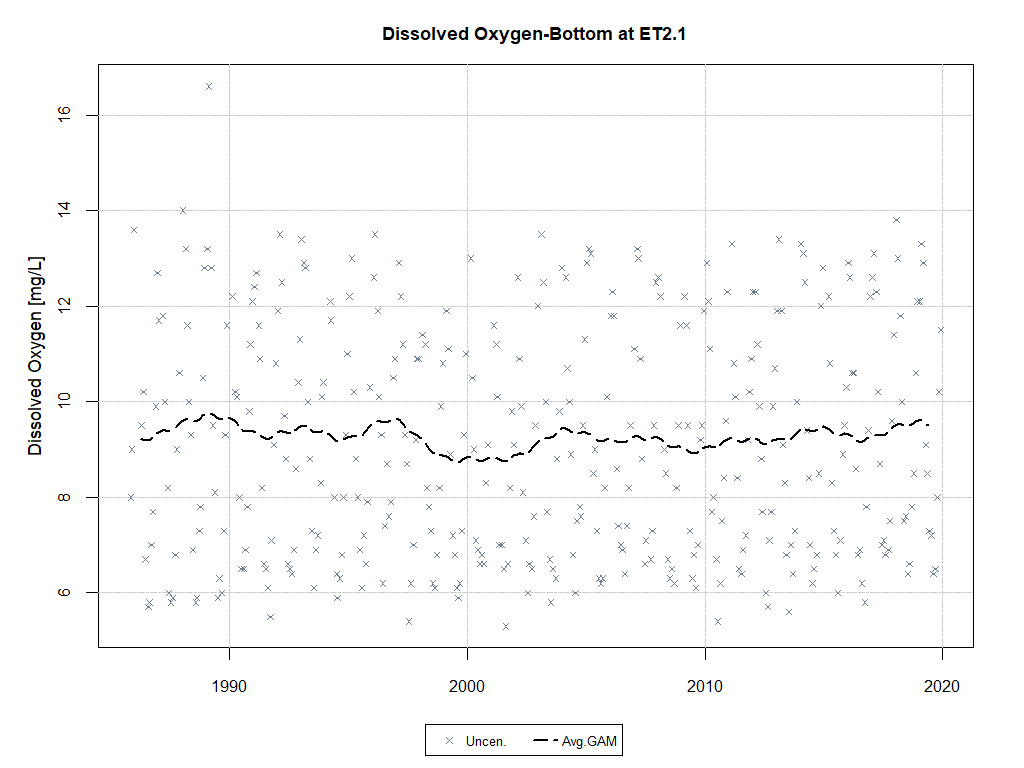 Dissolved Oxygen-Bottom at ET2.1
Dissolved Oxygen [mg/L]
16
14
12
10
8
6
1990
2000
2010
2020
Uncen.
Avg.GAM